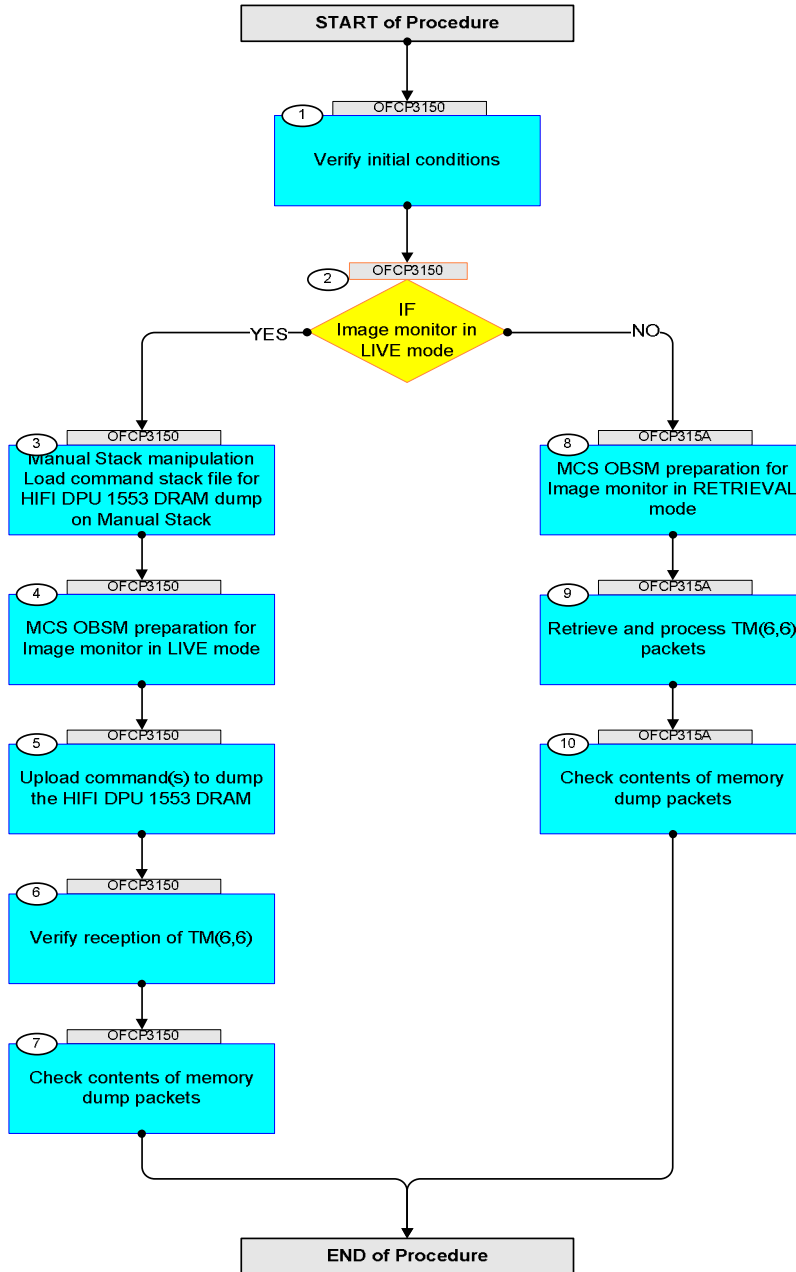 START of Procedure
OFCP3150
1
Verify initial conditions
OFCP3150
2
IF
Image monitor in
LIVE mode
YES
NO
OFCP3150
3
Manual Stack manipulation
Load command stack file for
HIFI DPU 1553 DRAM dump
on Manual Stack
OFCP315A
8
MCS OBSM preparation for
Image monitor in RETRIEVAL
mode
OFCP3150
4
MCS OBSM preparation for
Image monitor in LIVE mode
OFCP315A
9
Retrieve and process TM(6,6)
packets
OFCP3150
5
Upload command(s) to dump
the HIFI DPU 1553 DRAM
OFCP315A
10
Check contents of memory
dump packets
OFCP3150
6
Verify reception of TM(6,6)
OFCP3150
7
Check contents of memory
dump packets
END of Procedure